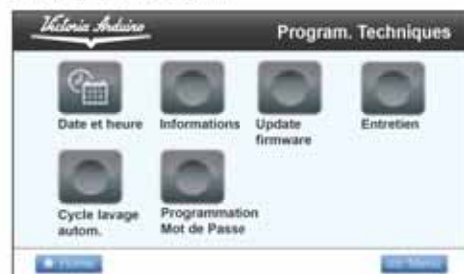 Victoria Arduino
Program. Techniques
Date et heure
Informations
Update
firmware
Entretien
Cycle lavage
autom.
Programmation
Mot de Passe
Home
Menu